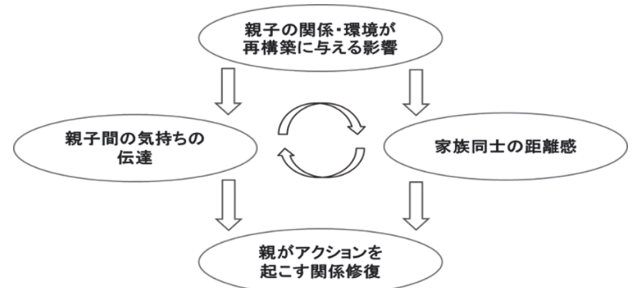 親子の関係・環境が
再構築に与える影響
親子間の気持ちの
伝達
家族同士の距離感
親がアクションを
起こす関係修復